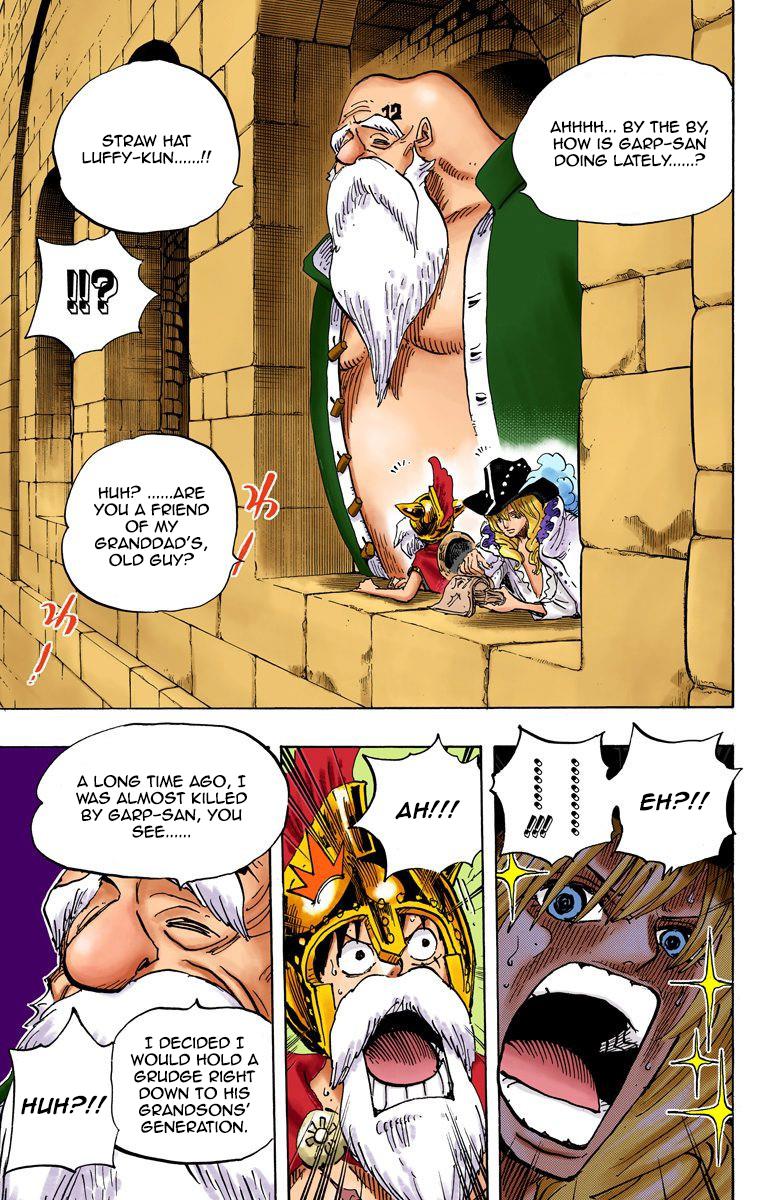 AHHHH... BY THE BY,
HOW IS GARP-SAN
DOING LATELY......?
12
STRAW HAT
LUFFY-KUN......!!
!!?
HUH? ......ARE
YOU A FRIEND
OF MY
GRANDDAD'S,
OLD GUY?
EH?!!
..................!!!
AH!!!
A LONG TIME AGO, I
WAS ALMOST KILLED
BY GARP-SAN, YOU
SEE......
I DECIDED I
WOULD HOLD A
GRUDGE RIGHT
DOWN TO HIS
GRANDSONS'
GENERATION.
HUH?!!